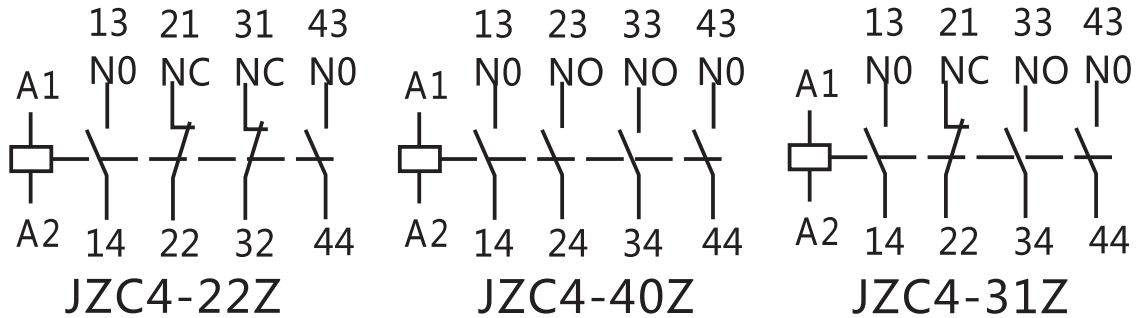 13 21 31 43
N0 NC NC N0
A1
A2
14 22 32 44
JZC4-22Z
13 23 33 43
N0 NO NO N0
A1
A2
14 24 34 44
JZC4-40Z
13 21 33 43
N0 NC NO N0
A1
A2
14 22 34 44
JZC4-31Z